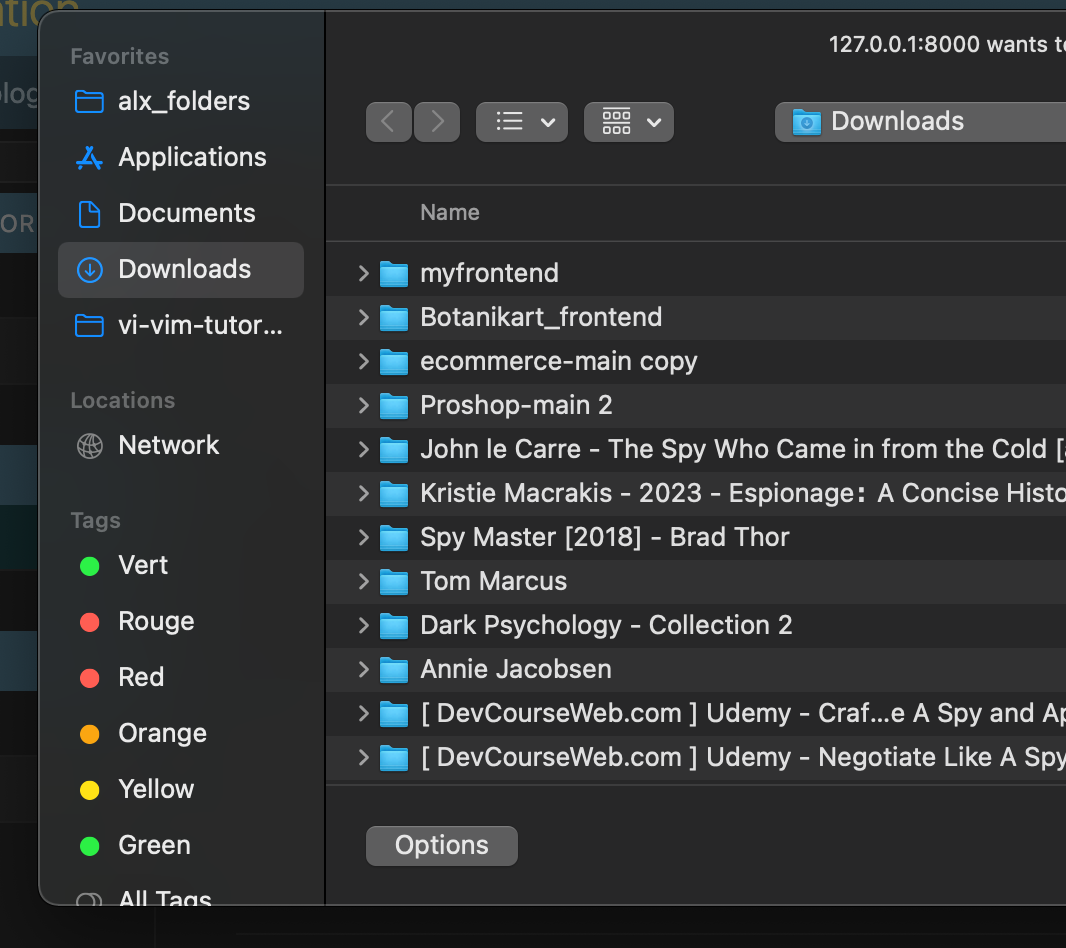 ation
Favorites
alx_folders
Applications
Documents
Downloads
vi-vim-tutor...
Locations
Network
Tags
Vert
Rouge
Red
Orange
Yellow
Green
All Tags
127.0.0.1:8000 wants
Downloads
Name
myfrontend
Botanikart_frontend
ecommerce-main copy
Proshop-main 2
John le Carre - The Spy Who Came in from the Cold [
Kristie Macrakis - 2023 - Espionage: A Concise Histo
Spy Master [2018] - Brad Thor
Tom Marcus
Dark Psychology - Collection 2
Annie Jacobsen
[ DevCourseWeb.com ] Udemy - Craf...e A Spy and Ap
[ DevCourseWeb.com ] Udemy - Negotiate Like A Spy
Options